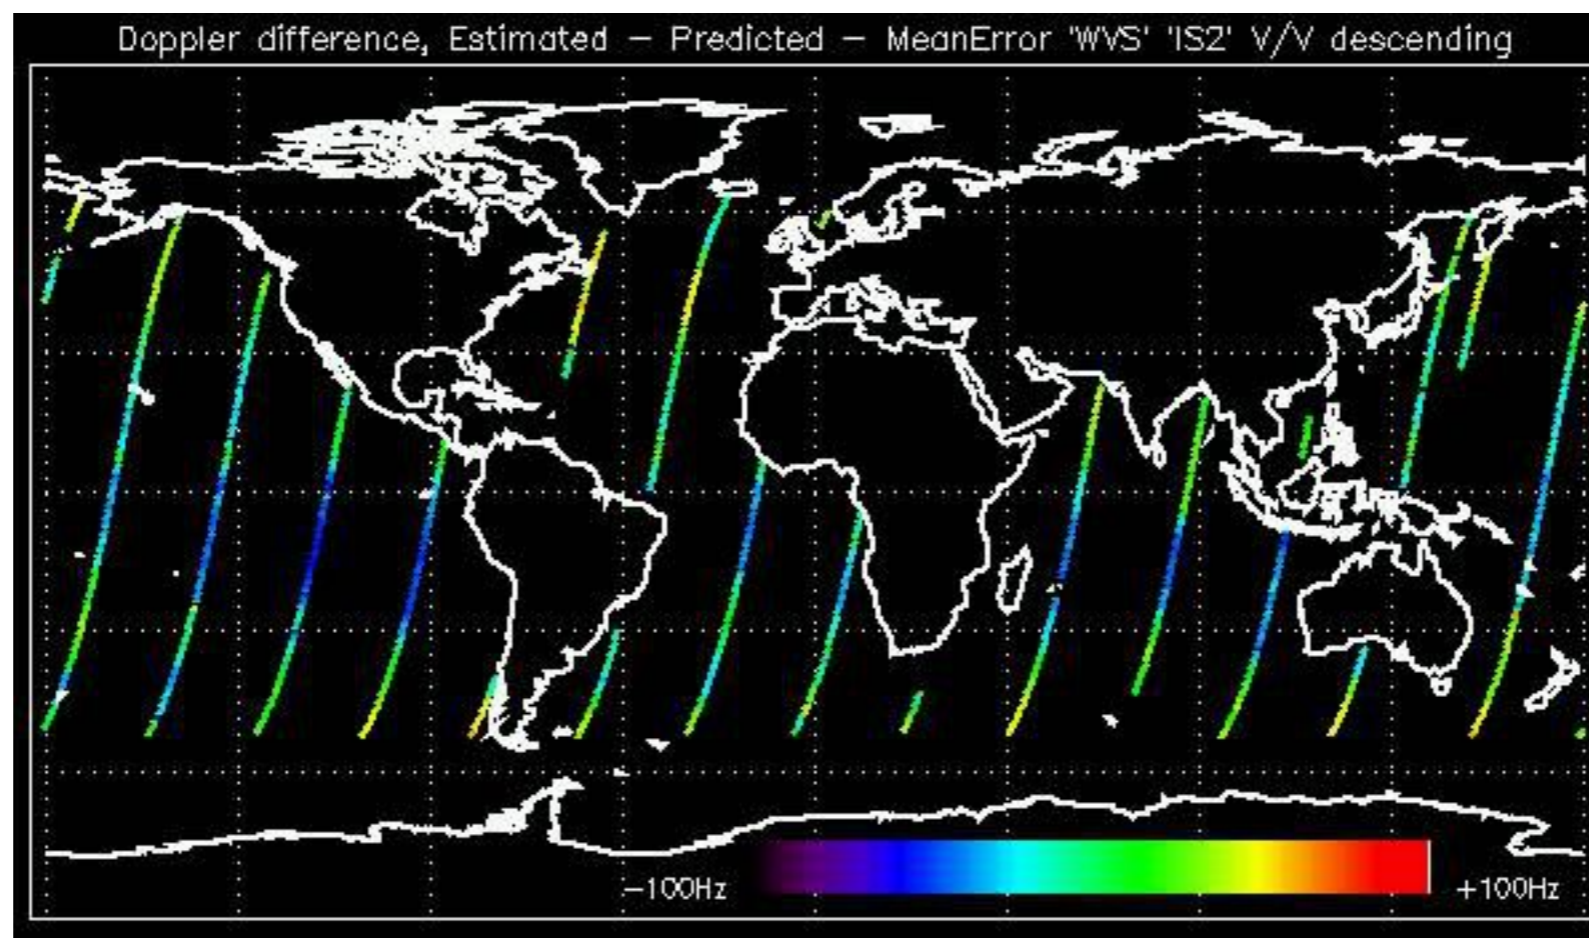 Doppler difference, Estimated - Predicted - MeanError 'WVS' 'IS2' V/V descending
-100Hz +100Hz